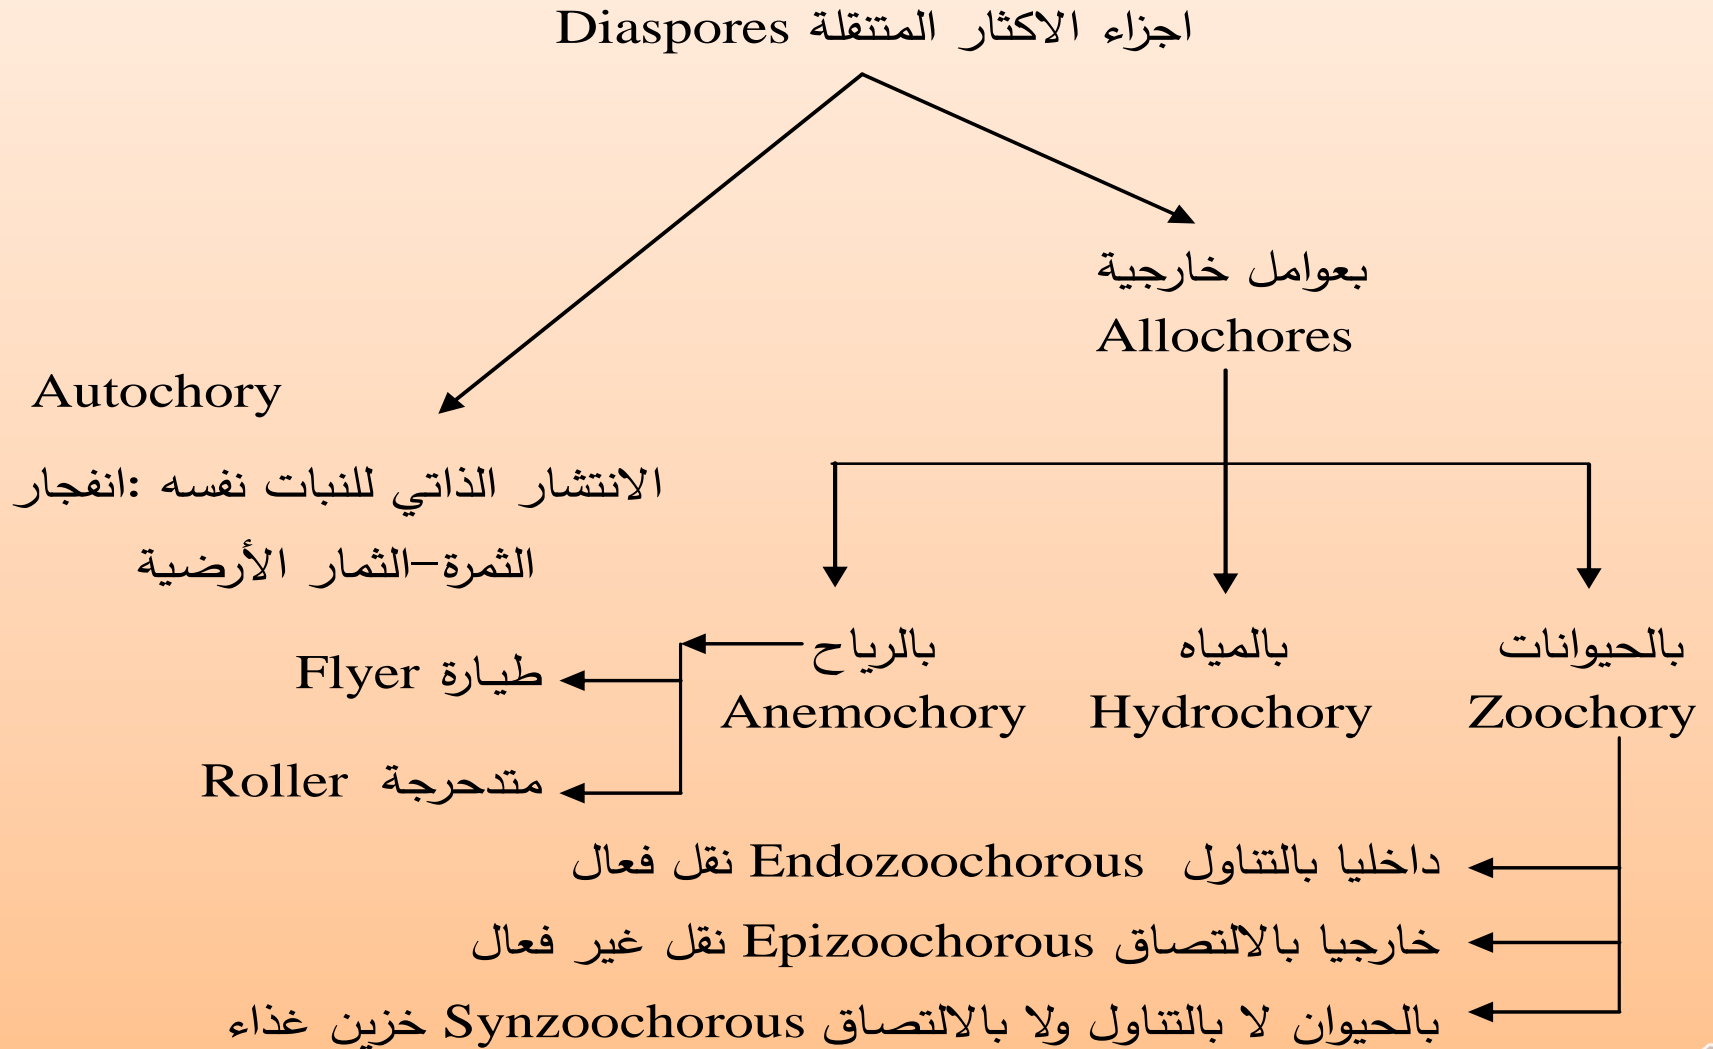 اجزاء الاكثار المتنقلة Diaspores
بعوامل خارجية
Allochores
Autochory
الانتشار الذاتي للنبات نفسه :انفجار
الثمرة-الثمار الأرضية
بالحيوانات
Zoochory
بالمياه
Hydrochory
بالرياح
Anemochory
طيارة Flyer
متدحرجة Roller
داخليا بالتناول Endozoochorous نقل فعال
خارجيا بالالتصاق Epizoochorous نقل غير فعال
بالحيوان لا بالتناول ولا بالالتصاق Synzoochorous خزين غذاء